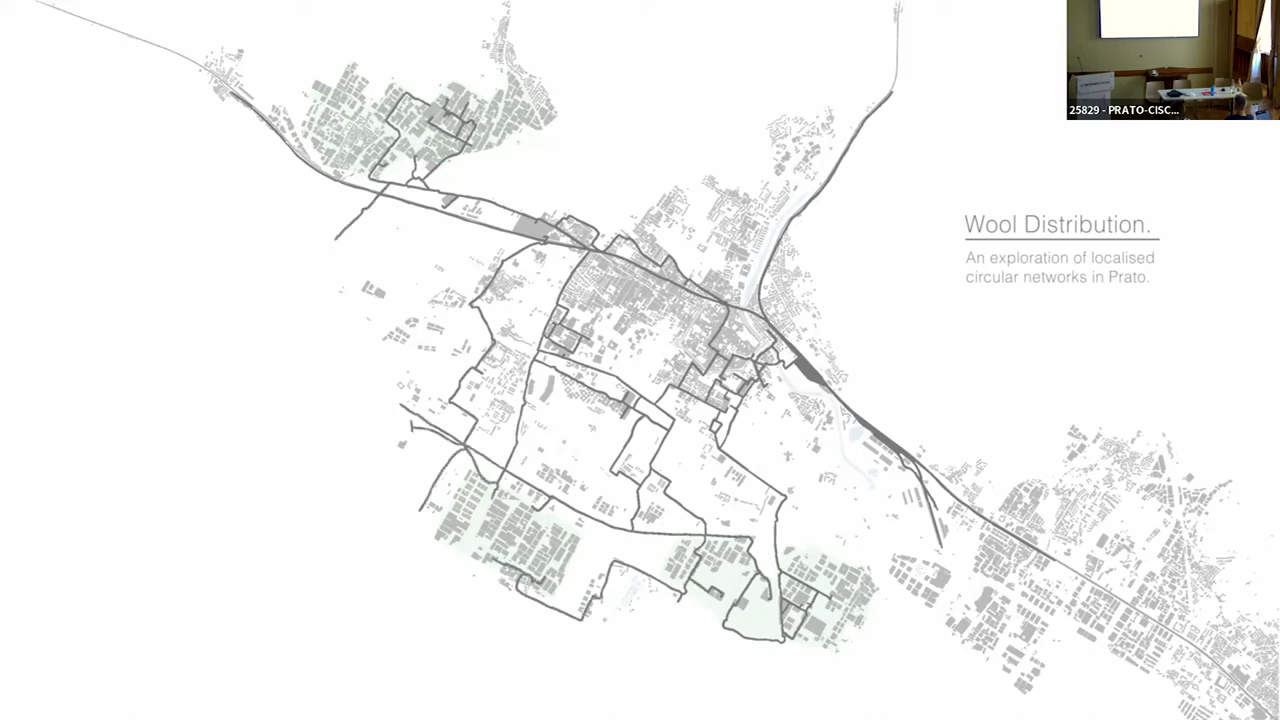 25829 - PRATO-CISC...
Wool Distribution.
An exploration of localised
circular networks in Prato.